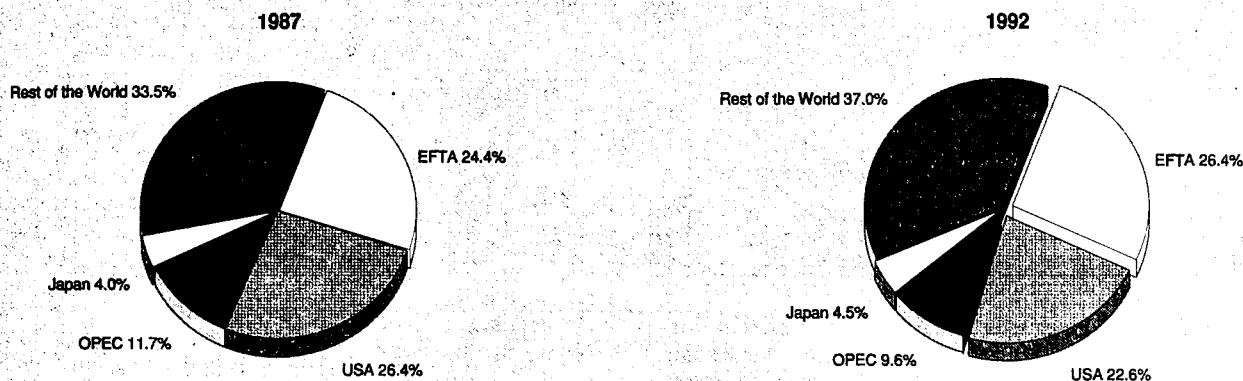 1987
Rest of the World 33.5%
EFTA 24.4%
Japan 4.0%
OPEC 11.7%
USA 26.4%
1992
Rest of the World 37.0%
EFTA 26.4%
Japan 4.5%
OPEC 9.6%
USA 22.6%